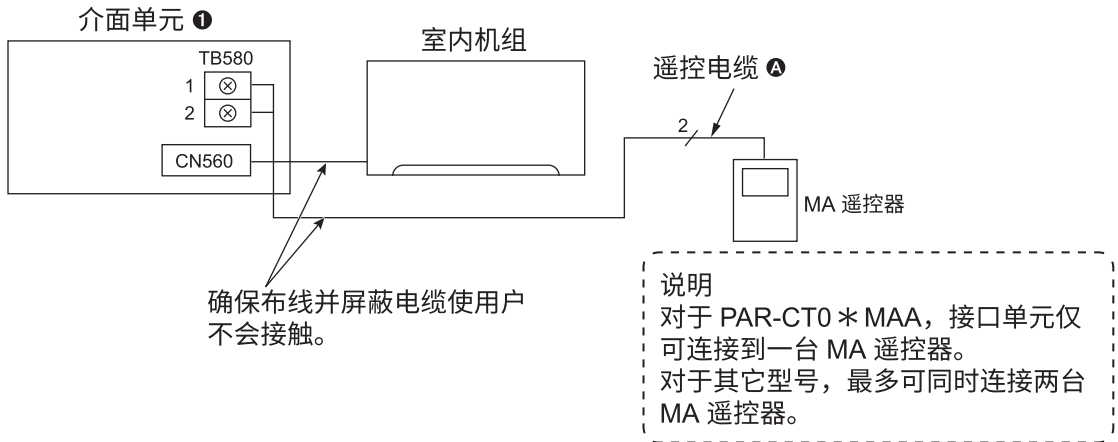 介面单元 ❶
室内机组
TB580
遥控电缆 🅐
1
2
2
CN560
MA 遥控器
确保布线并屏蔽电缆使用户
不会接触。
说明
对于 PAR-CT0＊MAA，接口单元仅
可连接到一台 MA 遥控器。
对于其它型号，最多可同时连接两台
MA 遥控器。